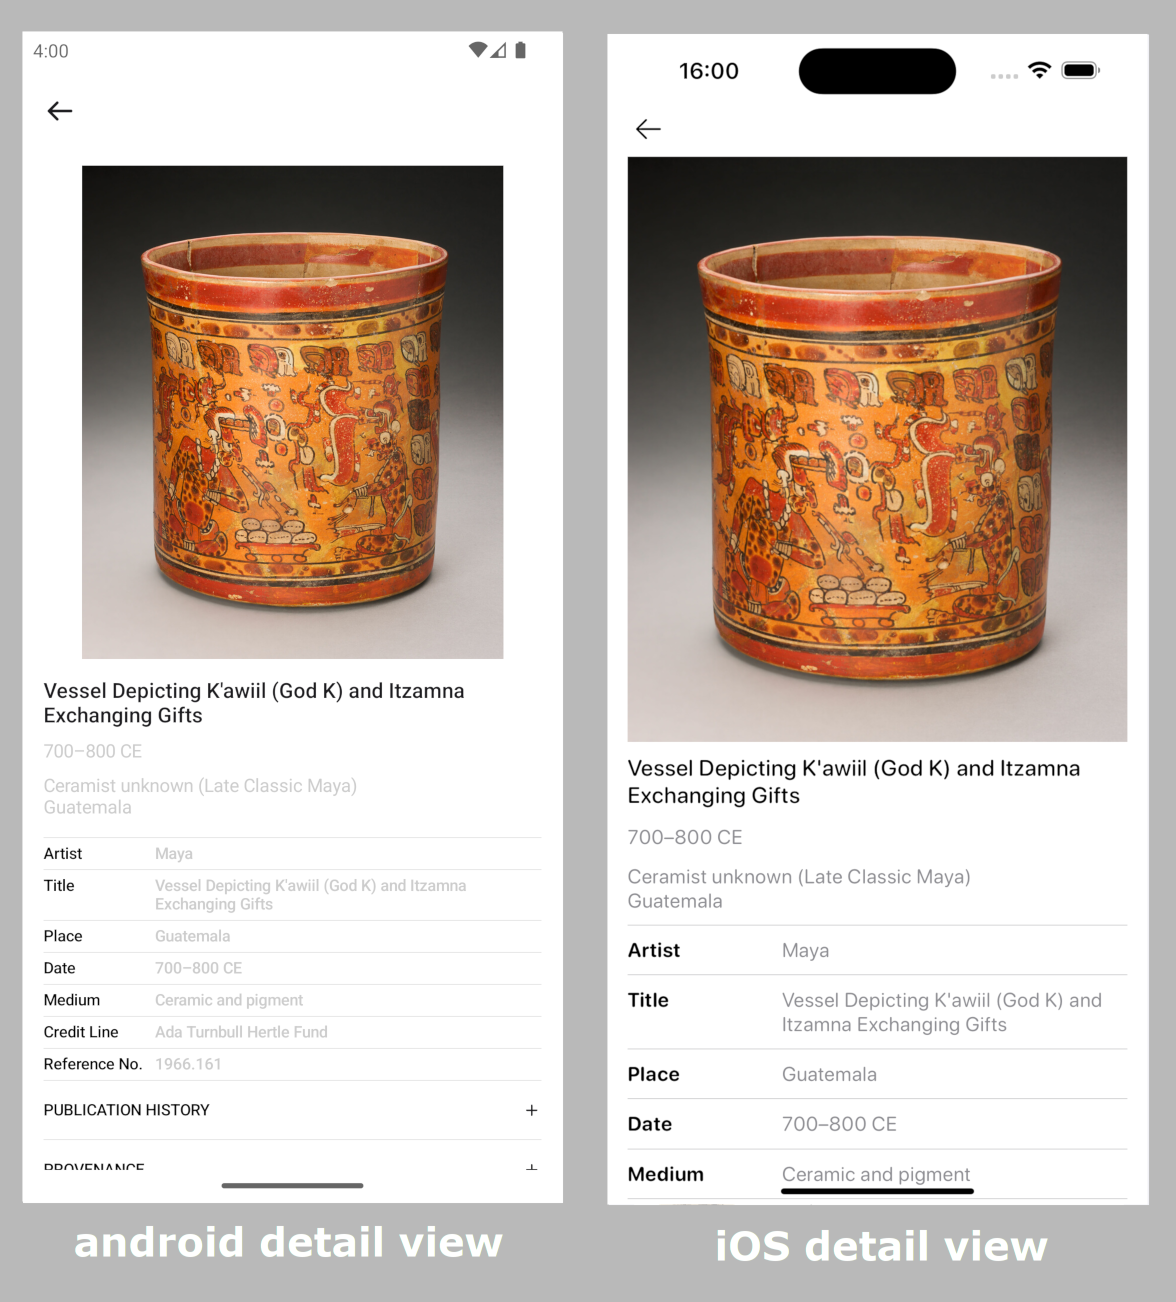 4:00
Vessel Depicting K'awiil (God K) and Itzamna
Exchanging Gifts
700–800 CE
Ceramist unknown (Late Classic Maya)
Guatemala
Artist Maya
Title Vessel Depicting K'awiil (God K) and Itzamna
Exchanging Gifts
Place Guatemala
Date 700–800 CE
Medium Ceramic and pigment
Credit Line Ada Turnbull Hertle Fund
Reference No. 1966.161
PUBLICATION HISTORY +
PROVENANCE +
android detail view
16:00
Vessel Depicting K'awiil (God K) and Itzamna
Exchanging Gifts
700–800 CE
Ceramist unknown (Late Classic Maya)
Guatemala
Artist Maya
Title Vessel Depicting K'awiil (God K) and
Itzamna Exchanging Gifts
Place Guatemala
Date 700–800 CE
Medium Ceramic and pigment
iOS detail view